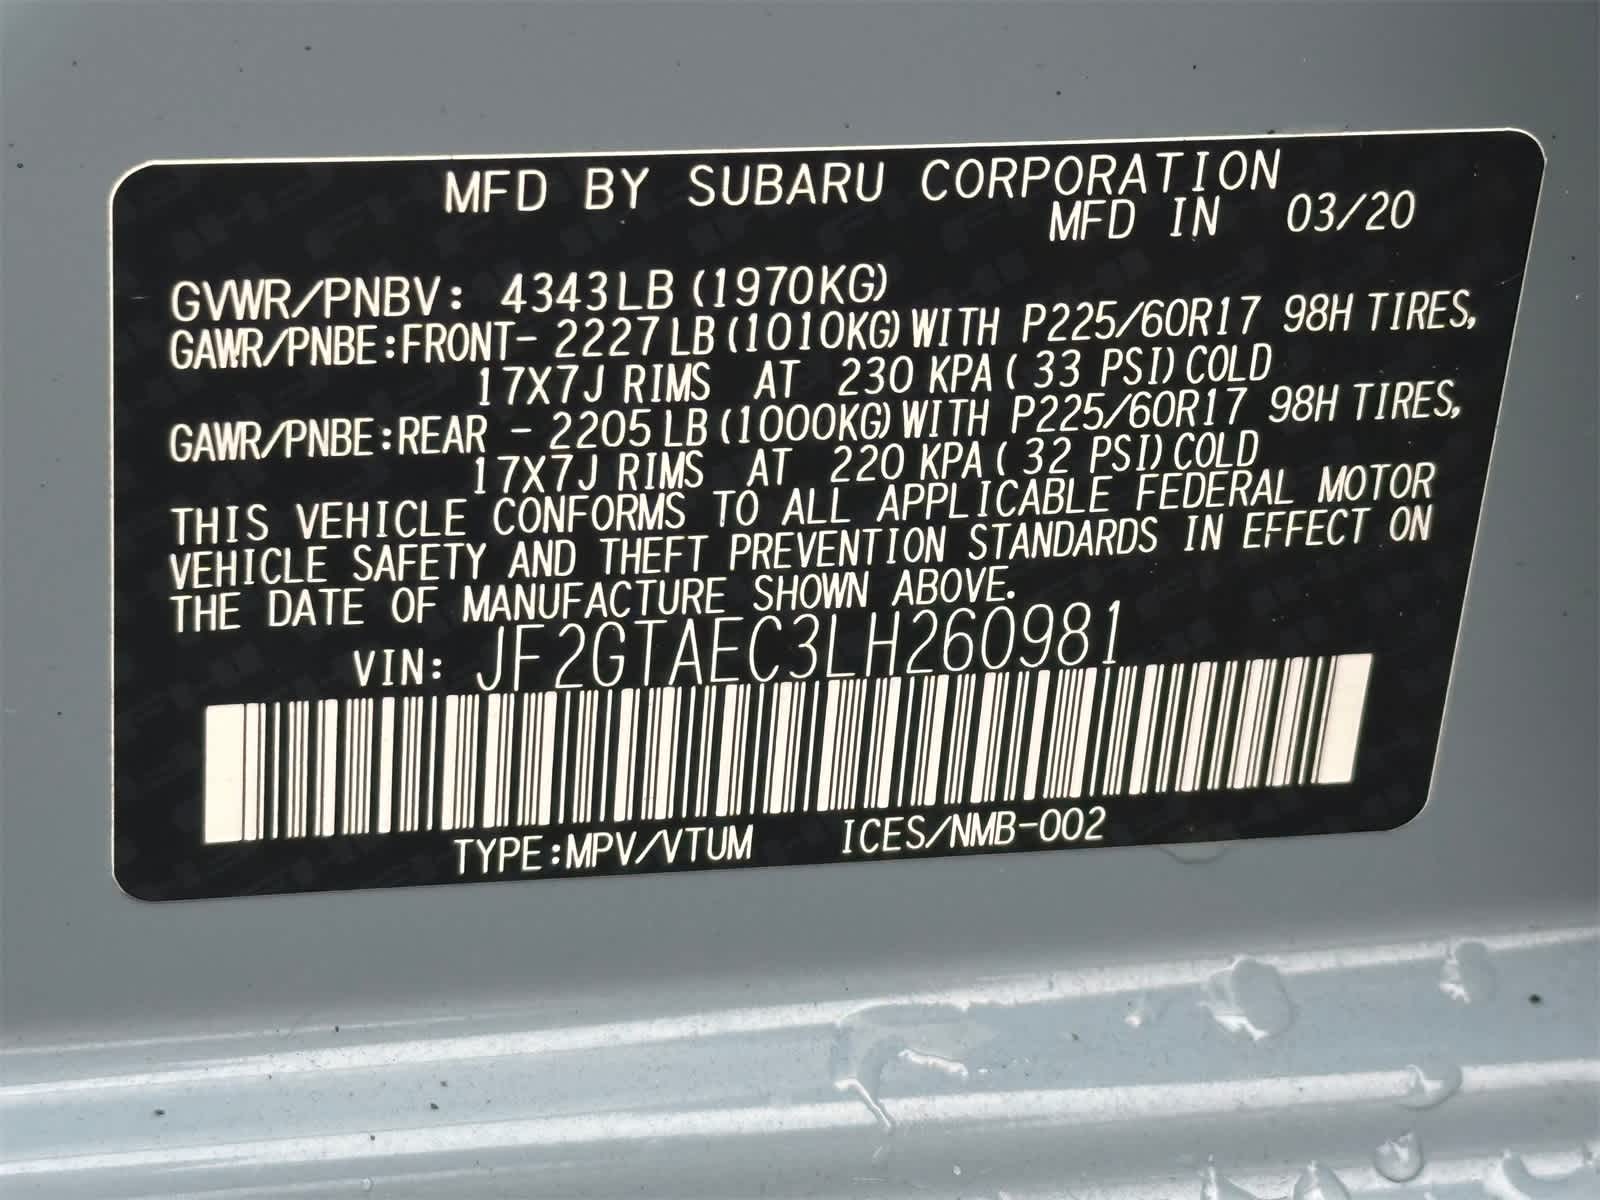 MFD BY SUBARU CORPORATION
MFD IN 03/20
GVWR/PNBV: 4343LB (1970KG)
GAWR/PNBE:FRONT- 2227LB (1010KG) WITH P225/60R17 98H TIRES,
17X7J RIMS AT 230 KPA ( 33 PSI) COLD
GAWR/PNBE:REAR - 2205LB (1000KG) WITH P225/60R17 98H TIRES,
17X7J RIMS AT 220 KPA ( 32 PSI) COLD
THIS VEHICLE CONFORMS TO ALL APPLICABLE FEDERAL MOTOR
VEHICLE SAFETY AND THEFT PREVENTION STANDARDS IN EFFECT ON
THE DATE OF MANUFACTURE SHOWN ABOVE.
VIN: JF2GTAEC3LH260981
TYPE:MPV/VTUM ICES/NMB-002